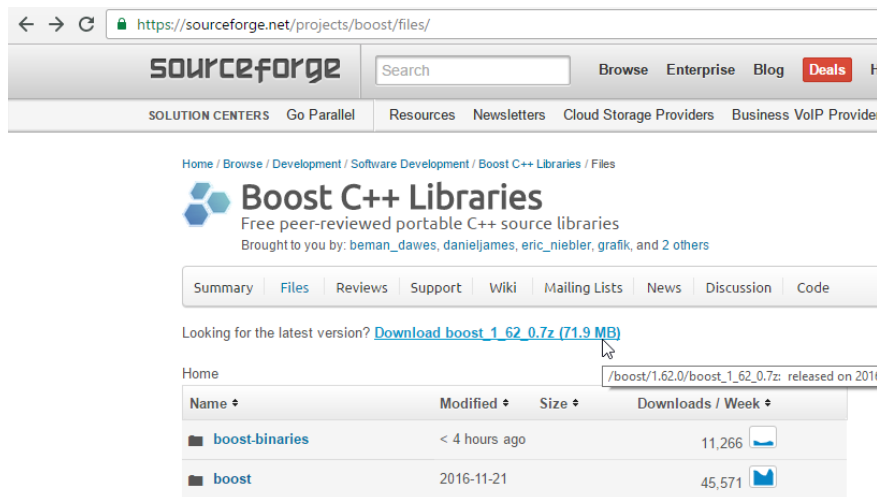 https://sourceforge.net/projects/boost/files/
sourceforge Search Browse Enterprise Blog Deals H
SOLUTION CENTERS Go Parallel Resources Newsletters Cloud Storage Providers Business VoIP Provide
Home / Browse / Development / Software Development / Boost C++ Libraries / Files
Boost C++ Libraries
Free peer-reviewed portable C++ source libraries
Brought to you by: beman_dawes, danieljames, eric_niebler, grafik, and 2 others
Summary Files Reviews Support Wiki Mailing Lists News Discussion Code
Looking for the latest version? Download boost_1_62_0.7z (71.9 MB)
Home
/boost/1.62.0/boost_1_62_0.7z: released on 2016
Name Modified Size Downloads / Week
boost-binaries < 4 hours ago 11,266
boost 2016-11-21 45,571